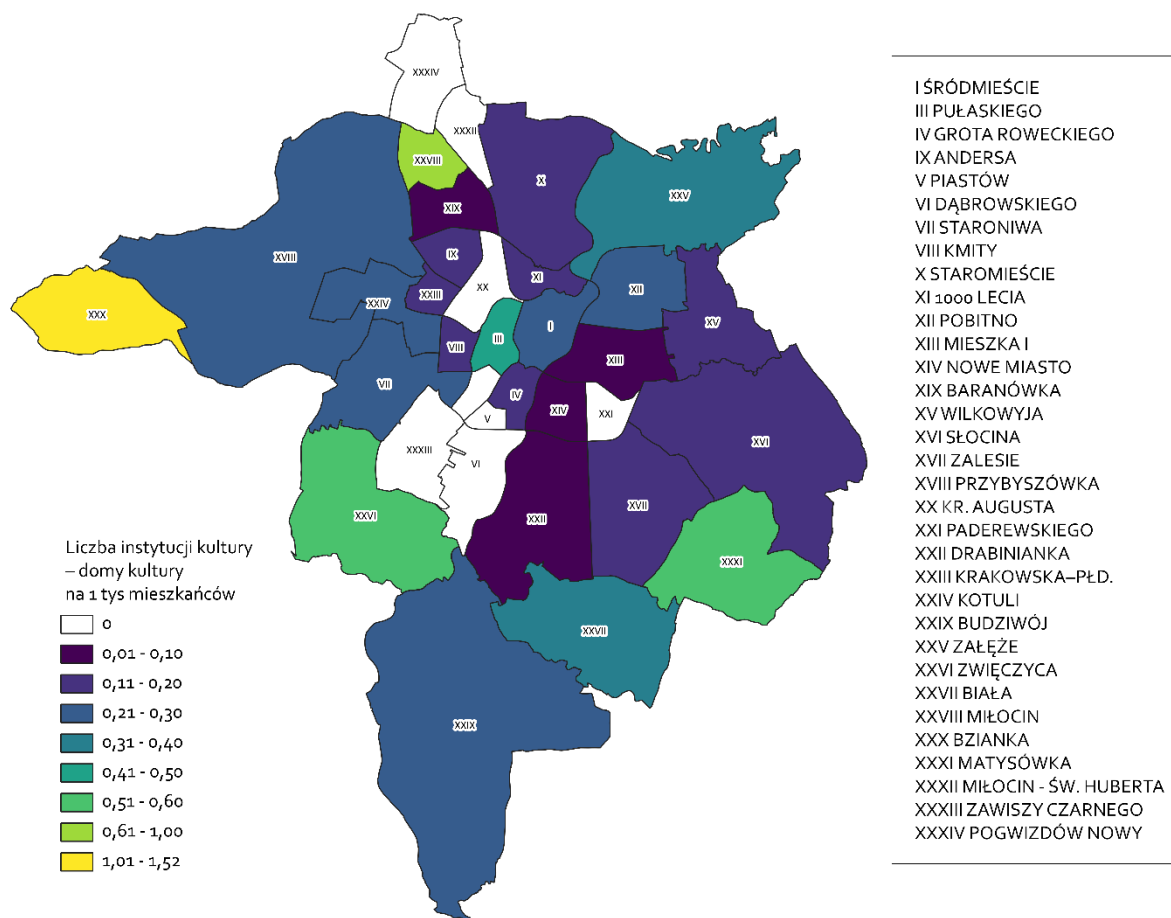 XXXIV
XXXII
XXVIII
X
XXV
XIX
IX
XVIII
XI
XII
XX
XXIII
XXX
XXIV
XV
I
III
VIII
XIII
VII
IV
XIV
XXI
V
XXXIII
VI
XVI
XVII
XXII
XXVI
XXXI
XXVII
XXIX
Liczba instytucji kultury
– domy kultury
na 1 tys mieszkańców
0
0,01 - 0,10
0,11 - 0,20
0,21 - 0,30
0,31 - 0,40
0,41 - 0,50
0,51 - 0,60
0,61 - 1,00
1,01 - 1,52
I ŚRÓDMIEŚCIE
III PUŁASKIEGO
IV GROTA ROWECKIEGO
IX ANDERSA
V PIASTÓW
VI DĄBROWSKIEGO
VII STARONIWA
VIII KMITY
X STAROMIEŚCIE
XI 1000 LECIA
XII POBITNO
XIII MIESZKA I
XIV NOWE MIASTO
XIX BARANÓWKA
XV WILKOWYJA
XVI SŁOCINA
XVII ZALESIE
XVIII PRZYBYSZÓWKA
XX KR. AUGUSTA
XXI PADEREWSKIEGO
XXII DRABINIANKA
XXIII KRAKOWSKA–PŁD.
XXIV KOTULI
XXIX BUDZIWÓJ
XXV ZAŁĘŻE
XXVI ZWIĘCZYCA
XXVII BIAŁA
XXVIII MIŁOCIN
XXX BZIANKA
XXXI MATYSÓWKA
XXXII MIŁOCIN - ŚW. HUBERTA
XXXIII ZAWISZY CZARNEGO
XXXIV POGWIZDÓW NOWY